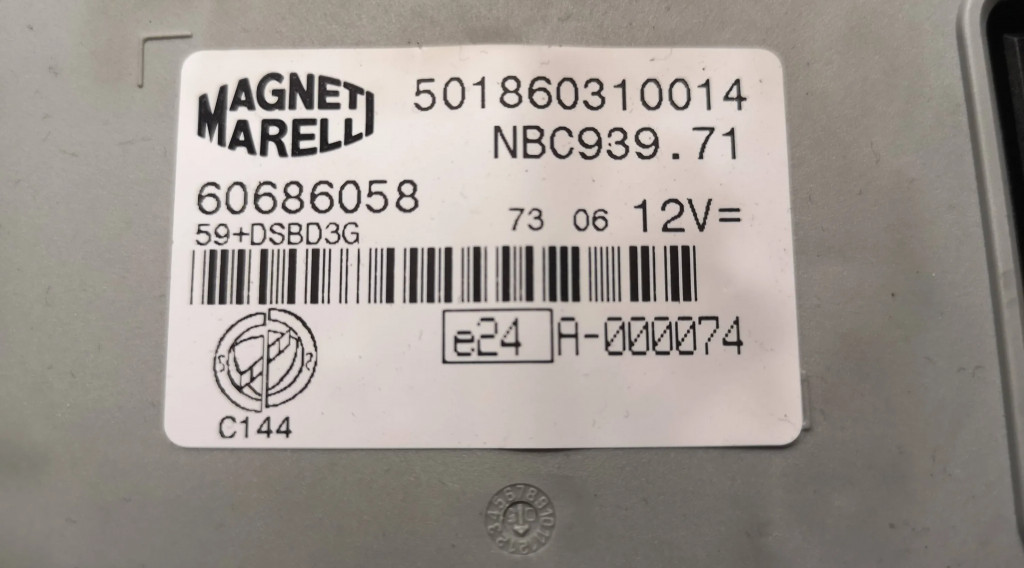 MAGNETI
MARELLI
501860310014
NBC939.71
60686058
73 06 12V=
59+DSBD3G
e24 A-000074
C144